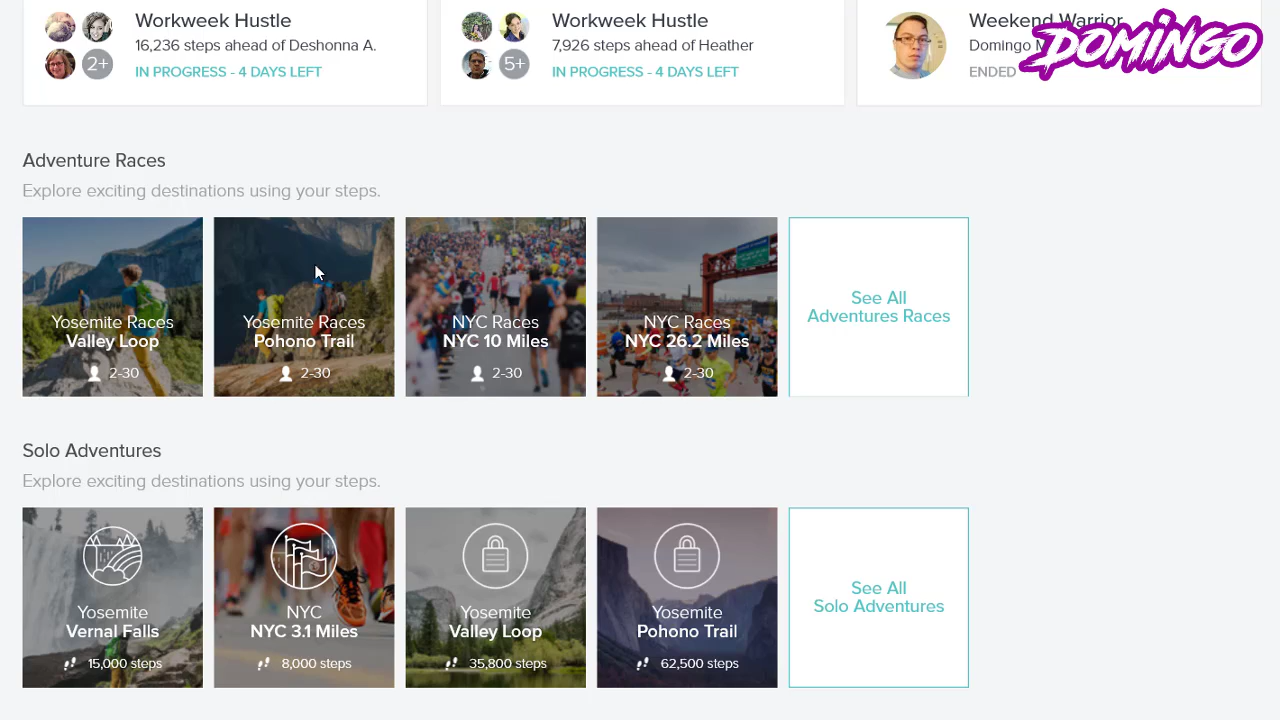 Workweek Hustle
16,236 steps ahead of Deshonna A.
2+
IN PROGRESS - 4 DAYS LEFT
Workweek Hustle
7,926 steps ahead of Heather
5+
IN PROGRESS - 4 DAYS LEFT
Weekend Warrior
Domingo
ENDED
DOMINGO
Adventure Races
Explore exciting destinations using your steps.
Yosemite Races
Valley Loop
2-30
Yosemite Races
Pohono Trail
2-30
NYC Races
NYC 10 Miles
2-30
NYC Races
NYC 26.2 Miles
2-30
See All
Adventures Races
Solo Adventures
Explore exciting destinations using your steps.
Yosemite
Vernal Falls
15,000 steps
NYC
NYC 3.1 Miles
8,000 steps
Yosemite
Valley Loop
35,800 steps
Yosemite
Pohono Trail
62,500 steps
See All
Solo Adventures